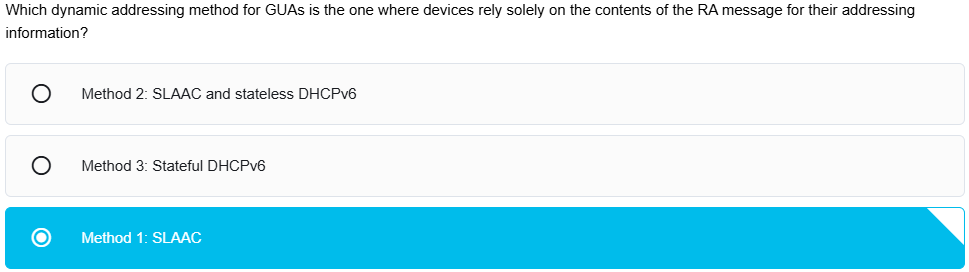 Which dynamic addressing method for GUAs is the one where devices rely solely on the contents of the RA message for their addressing
information?
Method 2: SLAAC and stateless DHCPv6
Method 3: Stateful DHCPv6
Method 1: SLAAC